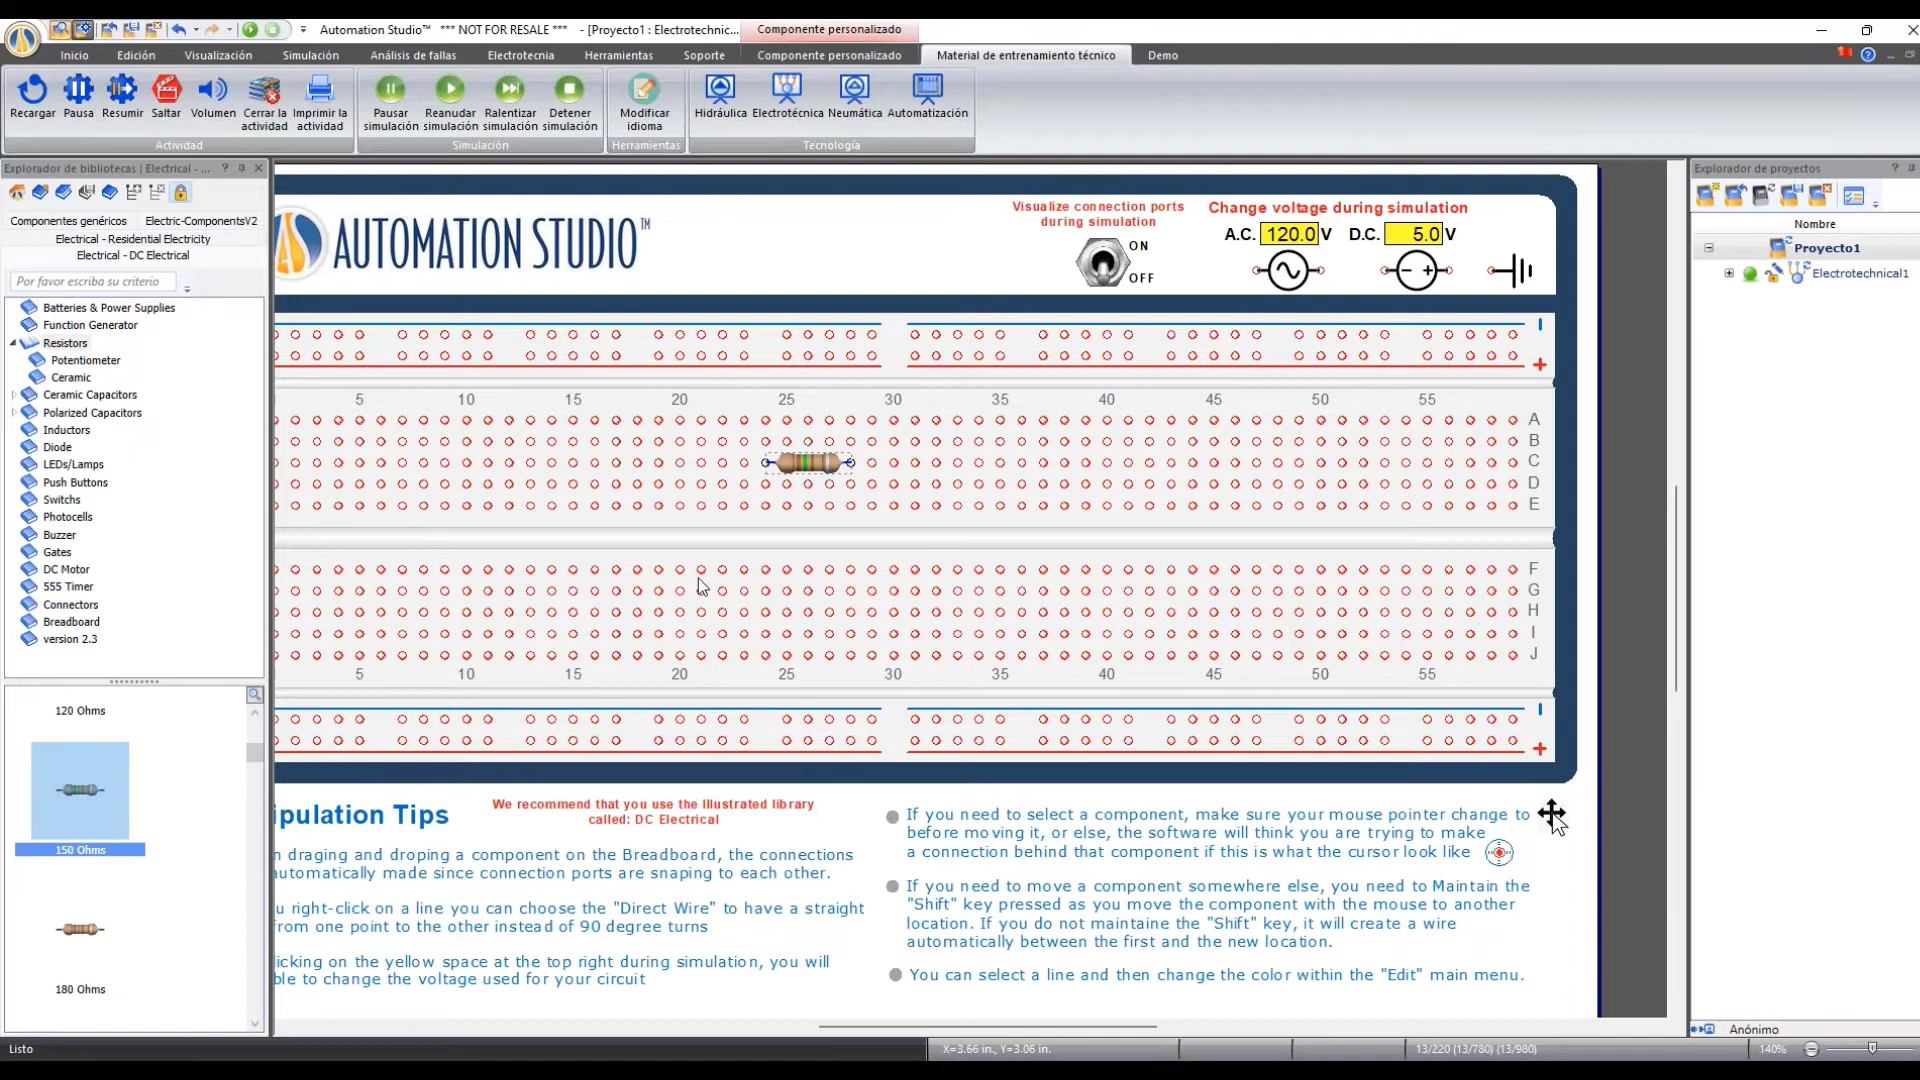 Automation Studio™ *** NOT FOR RESALE *** - [Proyecto1 : Electrotechnic...
Componente personalizado
Inicio Edición Visualización Simulación Análisis de fallas Electrotecnia Herramientas Soporte Componente personalizado Material de entrenamiento técnico Demo
Recargar Pausa Resumir Saltar Volumen Cerrar la actividad Imprimir la actividad
Pausar simulación Reanudar simulación Ralentizar simulación Detener simulación
Modificar idioma
Hidráulica Electrotécnica Neumática Automatización
Actividad Simulación Herramientas Tecnología
Explorador de bibliotecas | Electrical - ...
Componentes genéricos Electric-ComponentsV2
Electrical - Residential Electricity
Electrical - DC Electrical
Por favor escriba su criterio
Batteries & Power Supplies
Function Generator
Resistors
Potentiometer
Ceramic
Ceramic Capacitors
Polarized Capacitors
Inductors
Diode
LEDs/Lamps
Push Buttons
Switchs
Photocells
Buzzer
Gates
DC Motor
555 Timer
Connectors
Breadboard
version 2.3
120 Ohms
150 Ohms
180 Ohms
AUTOMATION STUDIO™
Visualize connection ports
during simulation
ON
OFF
Change voltage during simulation
A.C. 120.0 V D.C. 5.0 V
5 10 15 20 25 30 35 40 45 50 55
A
B
C
D
E
F
G
H
I
J
5 10 15 20 25 30 35 40 45 50 55
ipulation Tips
We recommend that you use the Illustrated library
called: DC Electrical
n draging and droping a component on the Breadboard, the connections
automatically made since connection ports are snaping to each other.
u right-click on a line you can choose the "Direct Wire" to have a straight
from one point to the other instead of 90 degree turns
licking on the yellow space at the top right during simulation, you will
ble to change the voltage used for your circuit
If you need to select a component, make sure your mouse pointer change to
before moving it, or else, the software will think you are trying to make
a connection behind that component if this is what the cursor look like
If you need to move a component somewhere else, you need to Maintain the
"Shift" key pressed as you move the component with the mouse to another
location. If you do not maintaine the "Shift" key, it will create a wire
automatically between the first and the new location.
You can select a line and then change the color within the "Edit" main menu.
Explorador de proyectos
Nombre
Proyecto1
Electrotechnical1
Anónimo
Listo
X=3.66 in., Y=3.06 in.
13/220 (13/780) (13/980)
140%